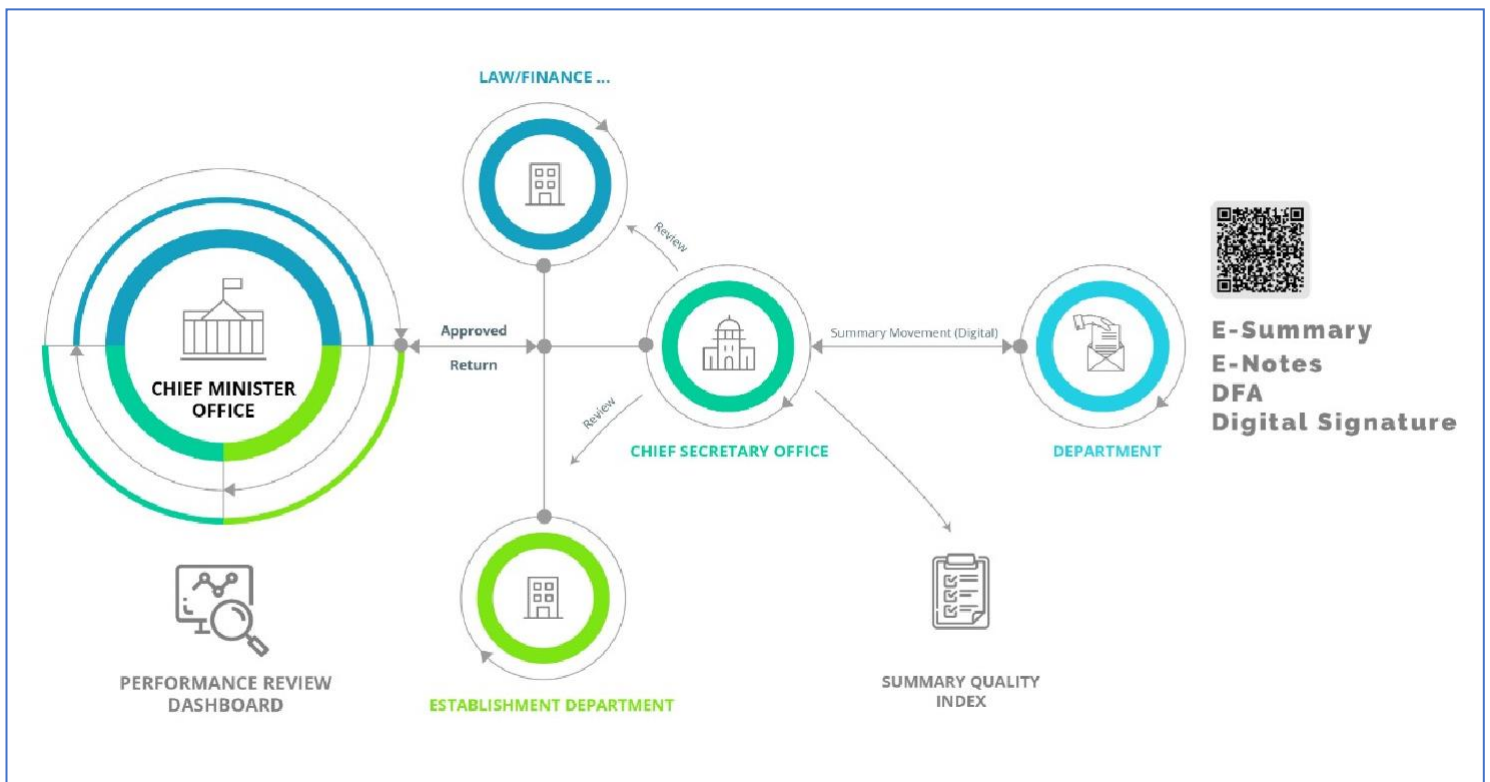 LAW/FINANCE ...
Review
E-Summary
E-Notes
DFA
Digital Signature
Approved
Return
Summary Movement (Digital)
CHIEF MINISTER
OFFICE
Review
CHIEF SECRETARY OFFICE
DEPARTMENT
PERFORMANCE REVIEW
DASHBOARD
ESTABLISHMENT DEPARTMENT
SUMMARY QUALITY
INDEX